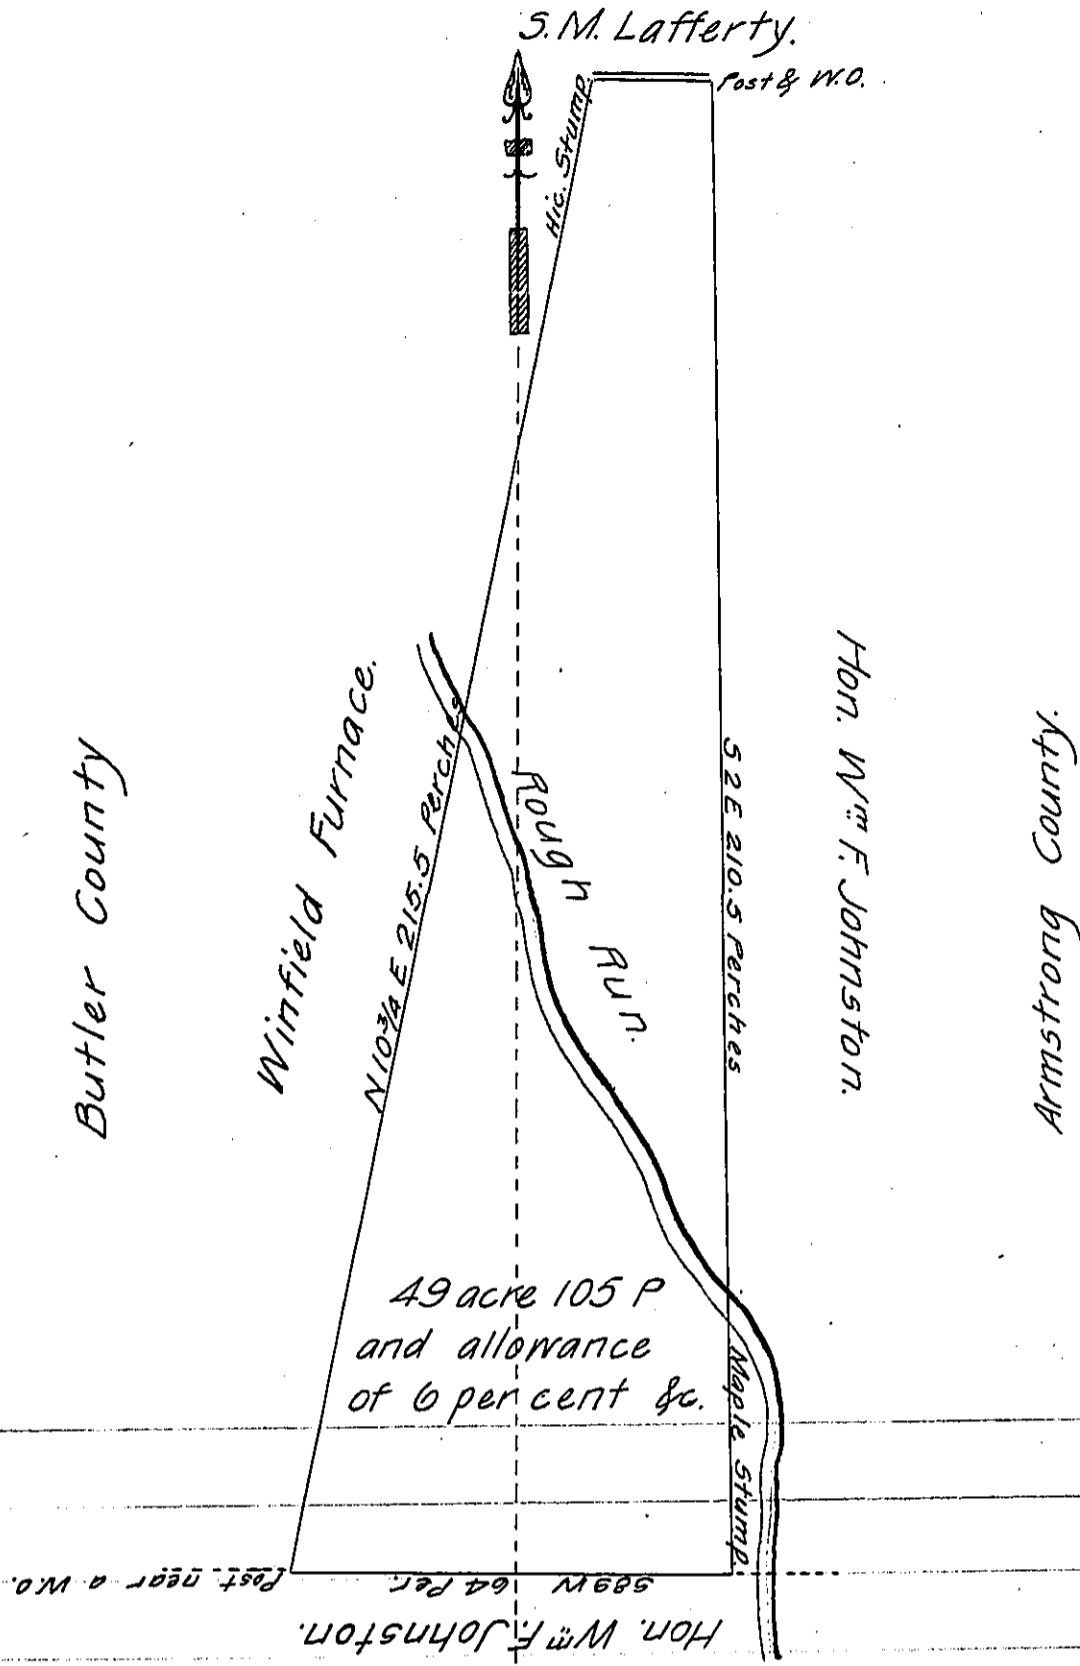 S. M. Lafferty.
Post & W.O.
Hic. Stump
Butler County
Winfield Furnace.
N 10¾ E 215.5 Perches
Rough Run.
S 2 E 210.5 Perches
Hon. Wᵐ F. Johnston.
Armstrong County.
49 acre 105 P
and allowance
of 6 per cent &c.
Maple Stump
Post near a W.O.
S89W 64 Per.
Hon. Wᵐ F. Johnston.